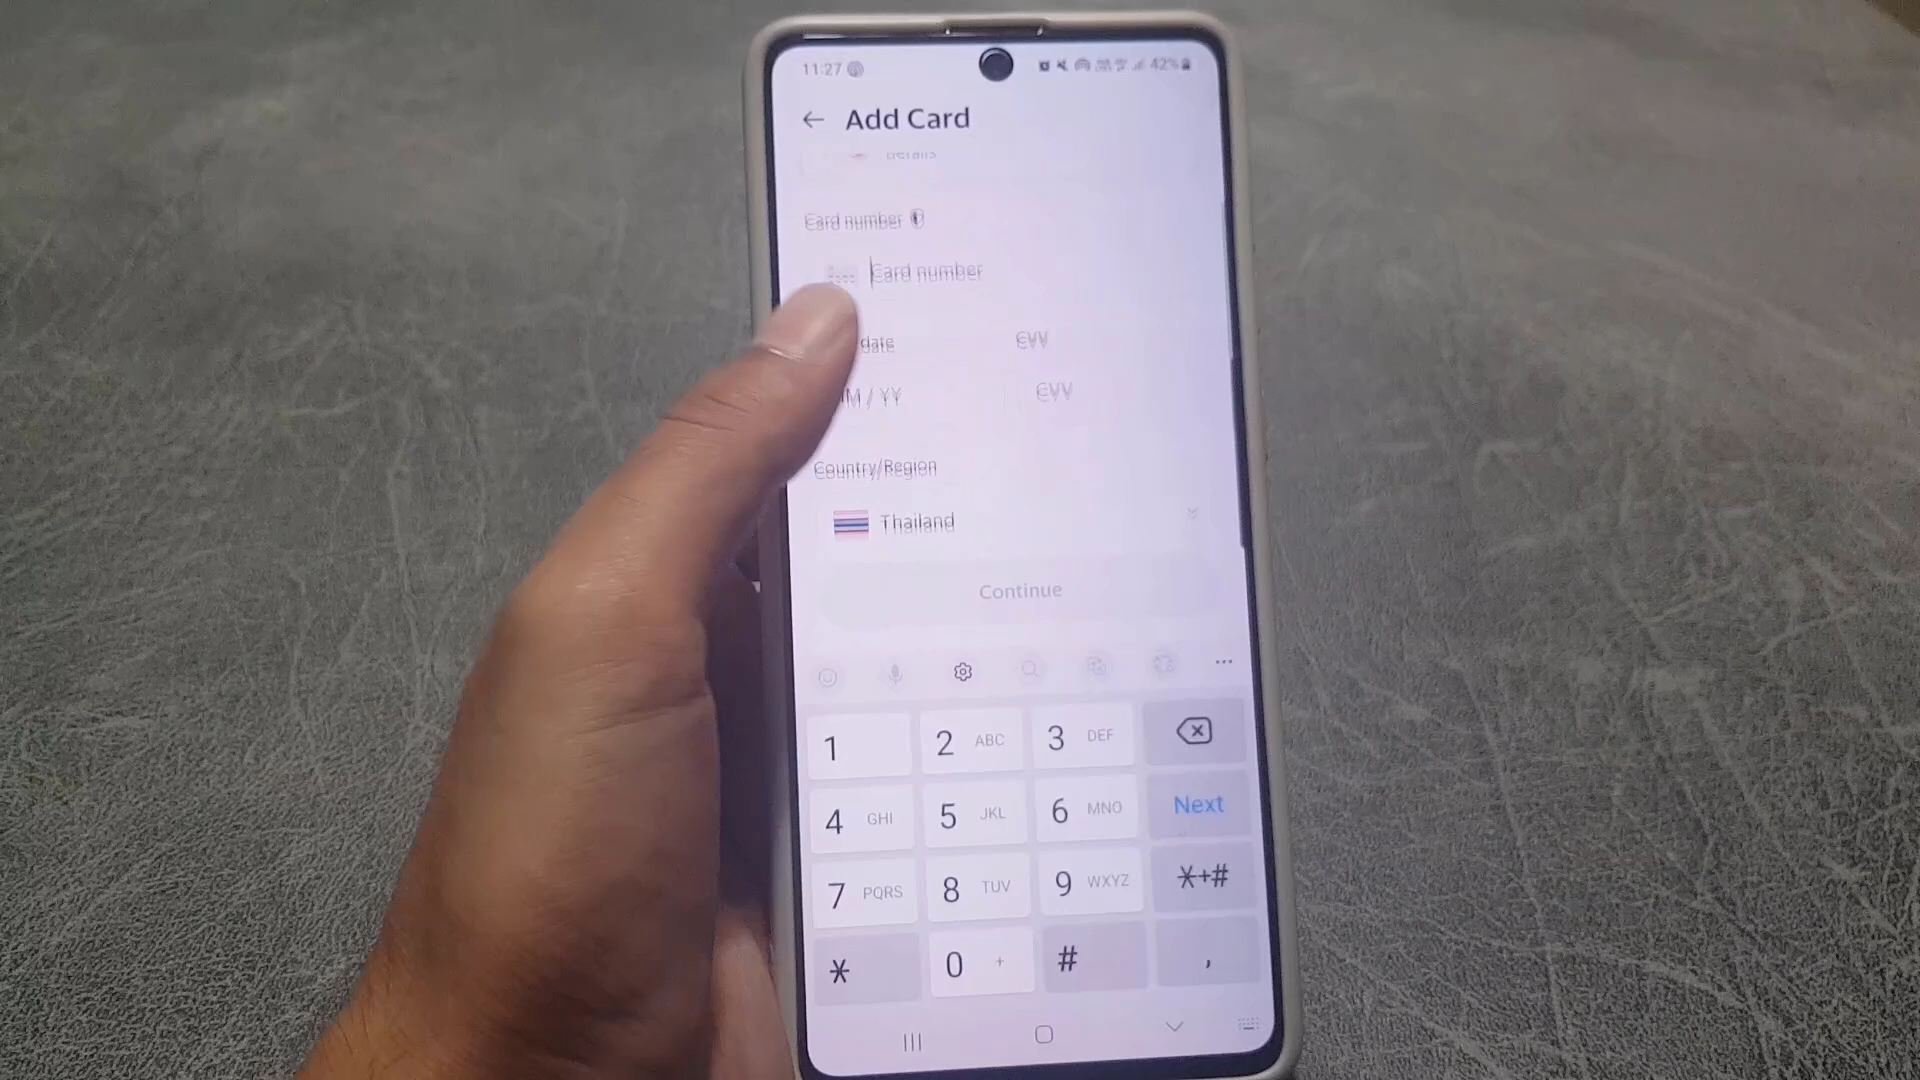 11:27 42%
Add Card
Details
Card number
Card number
date CVV
M / YY CVV
Country/Region
Thailand
Continue
1 2 ABC 3 DEF
4 GHI 5 JKL 6 MNO Next
7 PQRS 8 TUV 9 WXYZ *+#
* 0 + # ,